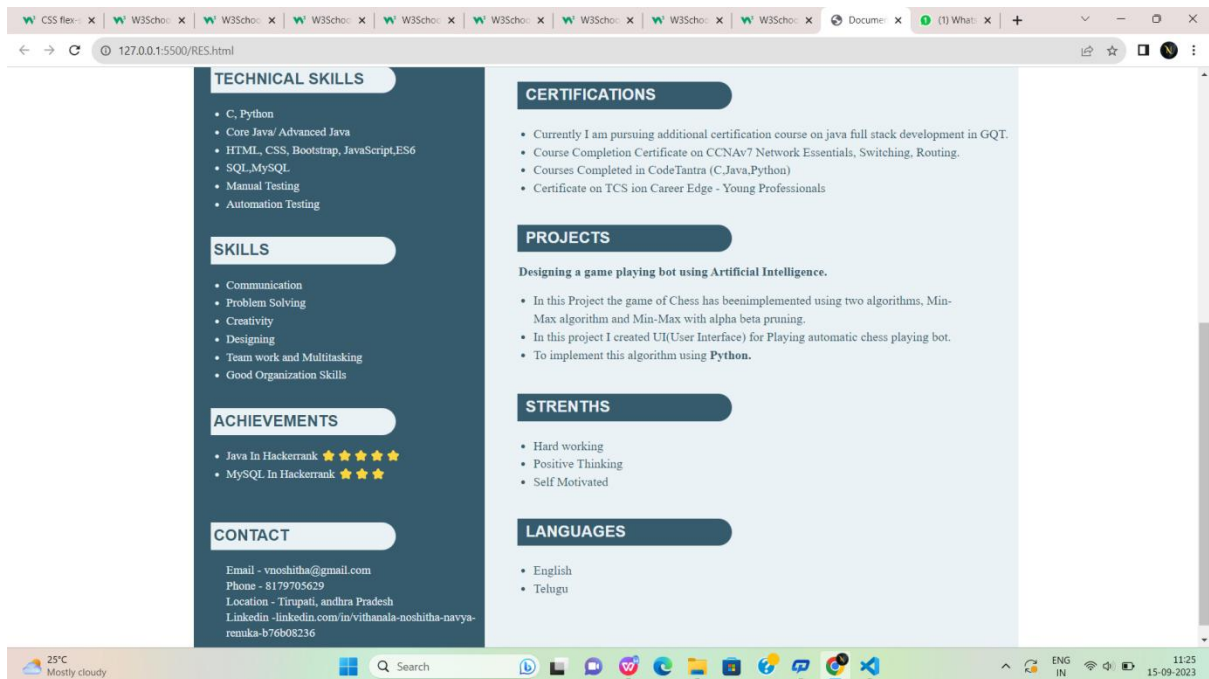 CSS flex-s
W3Schoo
W3Schoo
W3Schoo
W3Schoo
W3Schoo
W3Schoo
W3Schoo
W3Schoo
Documen
(1) Whats
127.0.0.1:5500/RES.html
TECHNICAL SKILLS
C, Python
Core Java/ Advanced Java
HTML, CSS, Bootstrap, JavaScript,ES6
SQL,MySQL
Manual Testing
Automation Testing
SKILLS
Communication
Problem Solving
Creativity
Designing
Team work and Multitasking
Good Organization Skills
ACHIEVEMENTS
Java In Hackerrank
MySQL In Hackerrank
CONTACT
Email - vnoshitha@gmail.com
Phone - 8179705629
Location - Tirupati, andhra Pradesh
Linkedin -linkedin.com/in/vithanala-noshitha-navya-
renuka-b76b08236
CERTIFICATIONS
Currently I am pursuing additional certification course on java full stack development in GQT.
Course Completion Certificate on CCNAv7 Network Essentials, Switching, Routing.
Courses Completed in CodeTantra (C,Java,Python)
Certificate on TCS ion Career Edge - Young Professionals
PROJECTS
Designing a game playing bot using Artificial Intelligence.
In this Project the game of Chess has beenimplemented using two algorithms, Min-
Max algorithm and Min-Max with alpha beta pruning.
In this project I created UI(User Interface) for Playing automatic chess playing bot.
To implement this algorithm using Python.
STRENTHS
Hard working
Positive Thinking
Self Motivated
LANGUAGES
English
Telugu
25°C
Mostly cloudy
Search
ENG
IN
11:25
15-09-2023